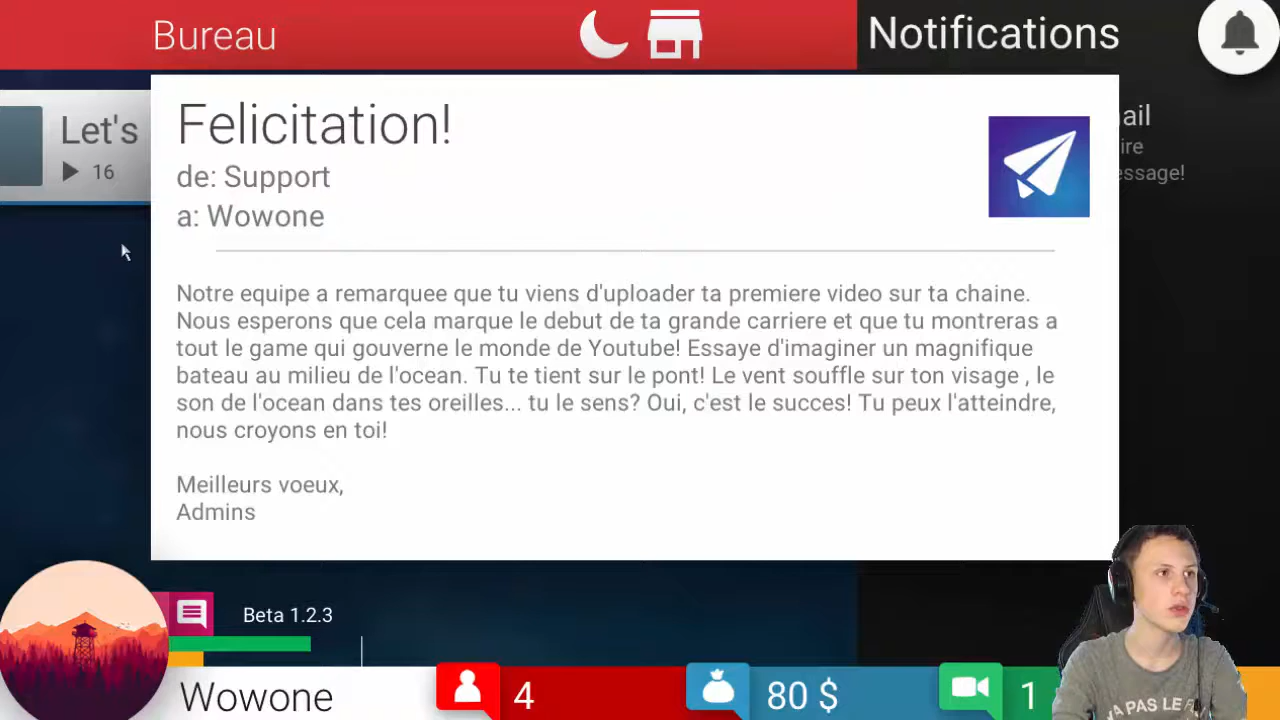 Bureau
Notifications
Let's
16
Felicitation!
de: Support
a: Wowone
ail
ire
essage!
Notre equipe a remarquee que tu viens d'uploader ta premiere video sur ta chaine.
Nous esperons que cela marque le debut de ta grande carriere et que tu montreras a
tout le game qui gouverne le monde de Youtube! Essaye d'imaginer un magnifique
bateau au milieu de l'ocean. Tu te tient sur le pont! Le vent souffle sur ton visage , le
son de l'ocean dans tes oreilles... tu le sens? Oui, c'est le succes! Tu peux l'atteindre,
nous croyons en toi!
Meilleurs voeux,
Admins
Beta 1.2.3
Wowone
4
80 $
1
Y'A PAS LE